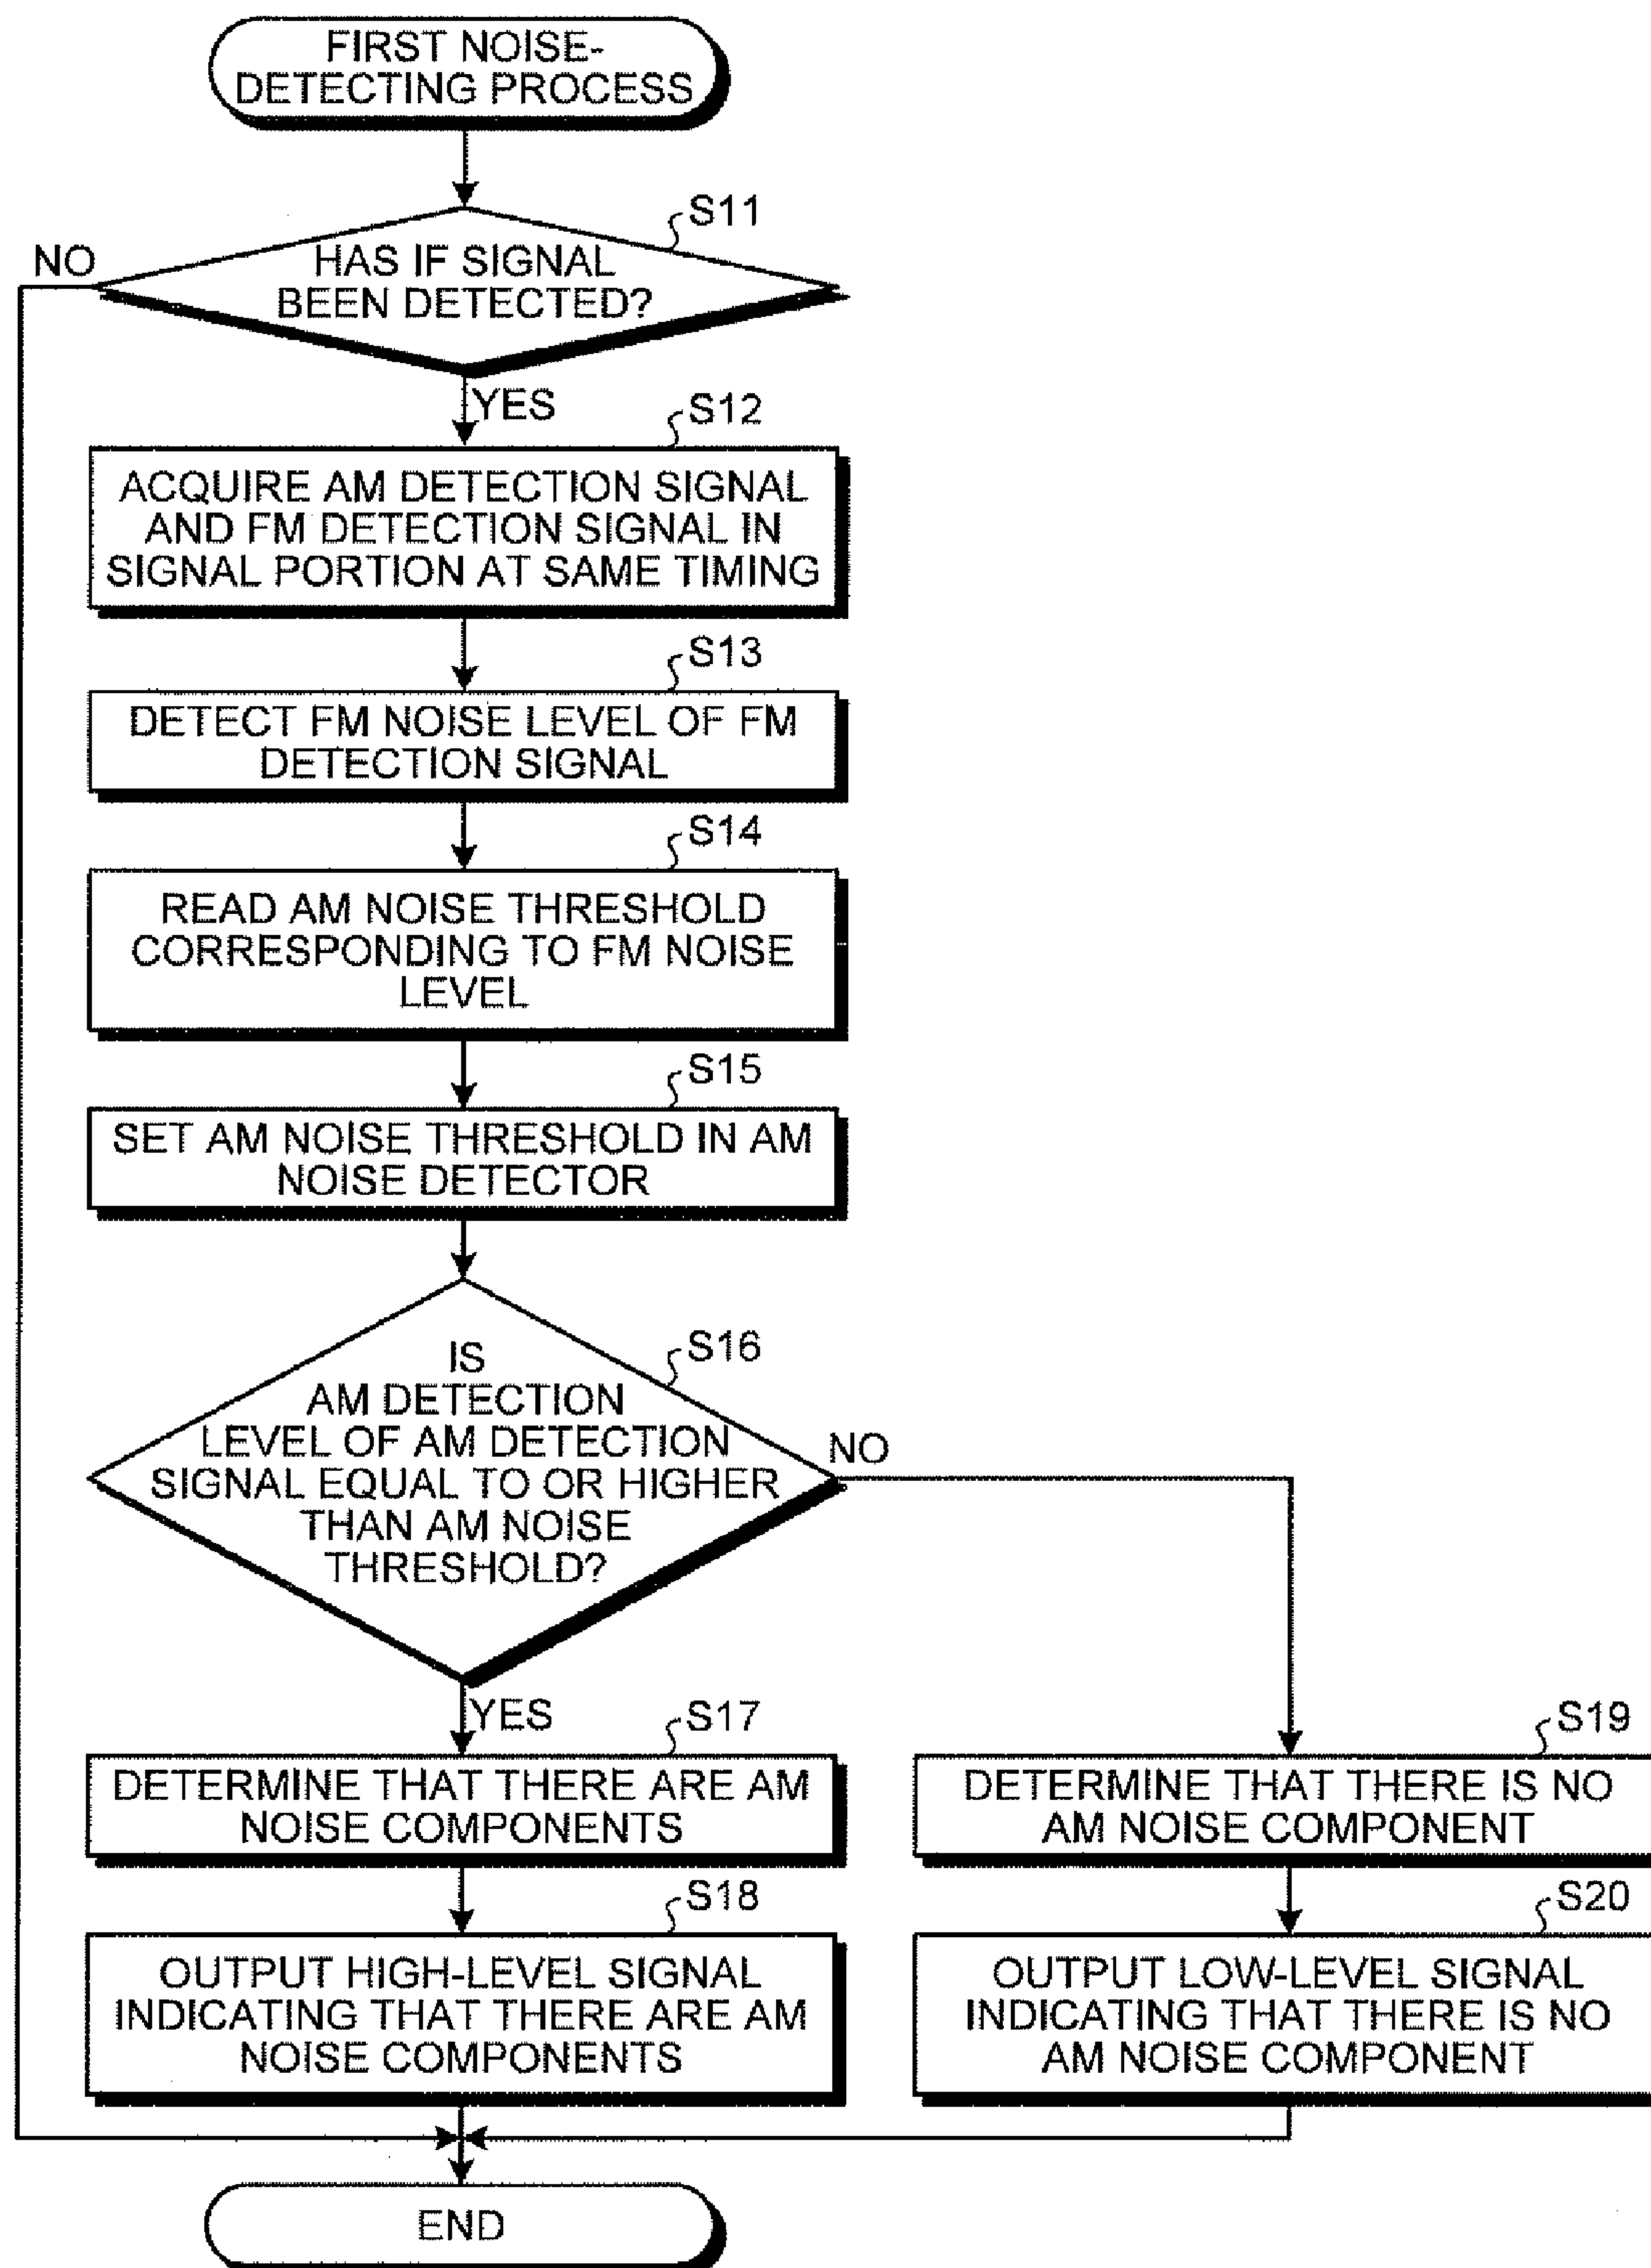 FIRST NOISE-
DETECTING PROCESS
S11
NO
HAS IF SIGNAL
BEEN DETECTED?
YES
S12
ACQUIRE AM DETECTION SIGNAL
AND FM DETECTION SIGNAL IN
SIGNAL PORTION AT SAME TIMING
S13
DETECT FM NOISE LEVEL OF FM
DETECTION SIGNAL
S14
READ AM NOISE THRESHOLD
CORRESPONDING TO FM NOISE
LEVEL
S15
SET AM NOISE THRESHOLD IN AM
NOISE DETECTOR
S16
IS
AM DETECTION
LEVEL OF AM DETECTION
SIGNAL EQUAL TO OR HIGHER
THAN AM NOISE
THRESHOLD?
NO
YES
S17
DETERMINE THAT THERE ARE AM
NOISE COMPONENTS
S19
DETERMINE THAT THERE IS NO
AM NOISE COMPONENT
S18
OUTPUT HIGH-LEVEL SIGNAL
INDICATING THAT THERE ARE AM
NOISE COMPONENTS
S20
OUTPUT LOW-LEVEL SIGNAL
INDICATING THAT THERE IS NO
AM NOISE COMPONENT
END